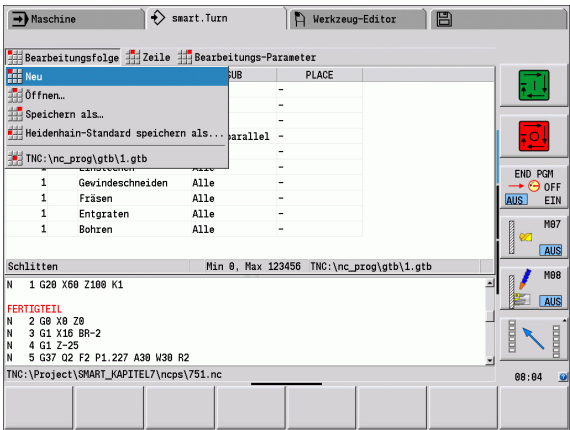 Maschine
smart.Turn
Werkzeug-Editor
Bearbeitungsfolge Zeile Bearbeitungs-Parameter
SUB PLACE
Neu
-
Öffnen…
-
Speichern als…
-
Heidenhain-Standard speichern als...
parallel -
-
TNC:\nc_prog\gtb\1.gtb
1 Einstechen Alle -
1 Gewindeschneiden Alle -
1 Fräsen Alle -
1 Entgraten Alle -
1 Bohren Alle -
Schlitten Min 0, Max 123456 TNC:\nc_prog\gtb\1.gtb
N 1 G20 X60 Z100 K1
FERTIGTEIL
N 2 G0 X0 Z0
N 3 G1 X16 BR-2
N 4 G1 Z-25
N 5 G37 Q2 F2 P1.227 A30 W30 R2
TNC:\Project\SMART_KAPITEL7\ncps\751.nc
END PGM
OFF
AUS EIN
M07
AUS
M08
AUS
08:04